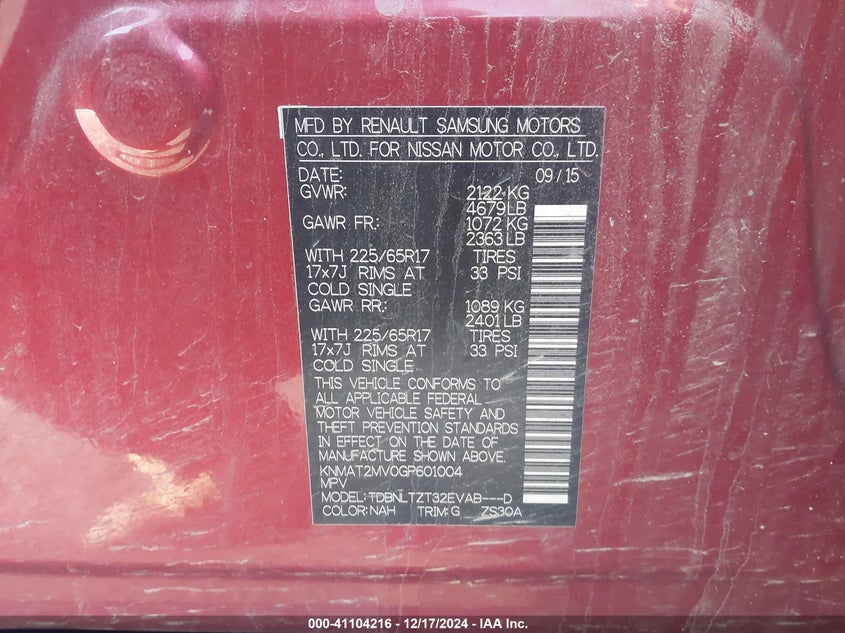 MFD BY RENAULT SAMSUNG MOTORS
CO., LTD. FOR NISSAN MOTOR CO., LTD.
DATE: 09/15
GVWR: 2122 KG
4679 LB
GAWR FR: 1072 KG
2363 LB
WITH 225/65R17 TIRES
17x7J RIMS AT 33 PSI
COLD SINGLE
GAWR RR: 1089 KG
2401 LB
WITH 225/65R17 TIRES
17x7J RIMS AT 33 PSI
COLD SINGLE
THIS VEHICLE CONFORMS TO
ALL APPLICABLE FEDERAL
MOTOR VEHICLE SAFETY AND
THEFT PREVENTION STANDARDS
IN EFFECT ON THE DATE OF
MANUFACTURE SHOWN ABOVE.
KNMAT2MV0GP601004
MPV
MODEL:TDBNLTZT32EVAB---D
COLOR:NAH TRIM:G ZS30A
000-41104216 - 12/17/2024 - IAA Inc.